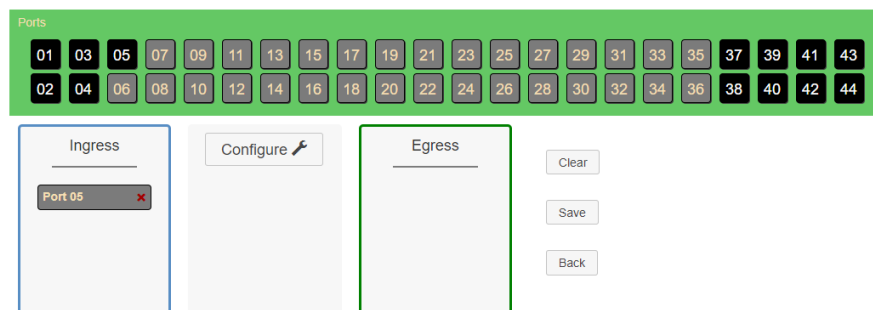 Ports
01 03 05 07 09 11 13 15 17 19 21 23 25 27 29 31 33 35 37 39 41 43
02 04 06 08 10 12 14 16 18 20 22 24 26 28 30 32 34 36 38 40 42 44
Ingress
Port 05
Configure
Egress
Clear
Save
Back